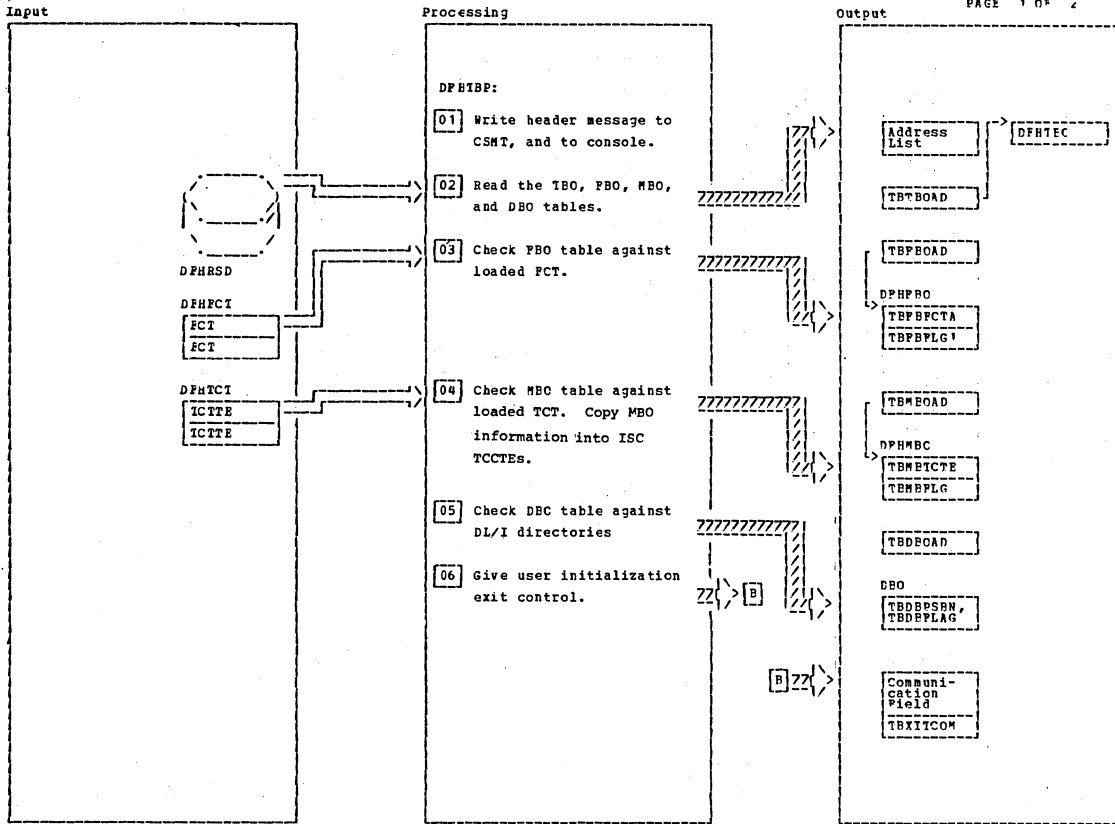 PAGE 1 OF 2
Input
Processing
Output
DFHTBP:
01 Write header message to
CSMT, and to console.
02 Read the TBO, FBO, MBO,
and DBO tables.
03 Check FBO table against
loaded FCT.
04 Check MBO table against
loaded TCT. Copy MBO
information into ISC
TCCTEs.
05 Check DBC table against
DL/I directories
06 Give user initialization
exit control.
B
B
DFHRSD
DFHFCT
FCT
FCT
DFHTCT
TCTTE
TCTTE
Address
List
DFHTEC
TBTBOAD
TBFBOAD
DFHFBO
TBFBFCTA
TBFBFLG1
TBMBOAD
DFHMBC
TBMBTCTE
TBMBFLG
TBDBOAD
DBO
TBDBPSBN,
TBDBFLAG
Communi-
cation
Field
TBXITCOM